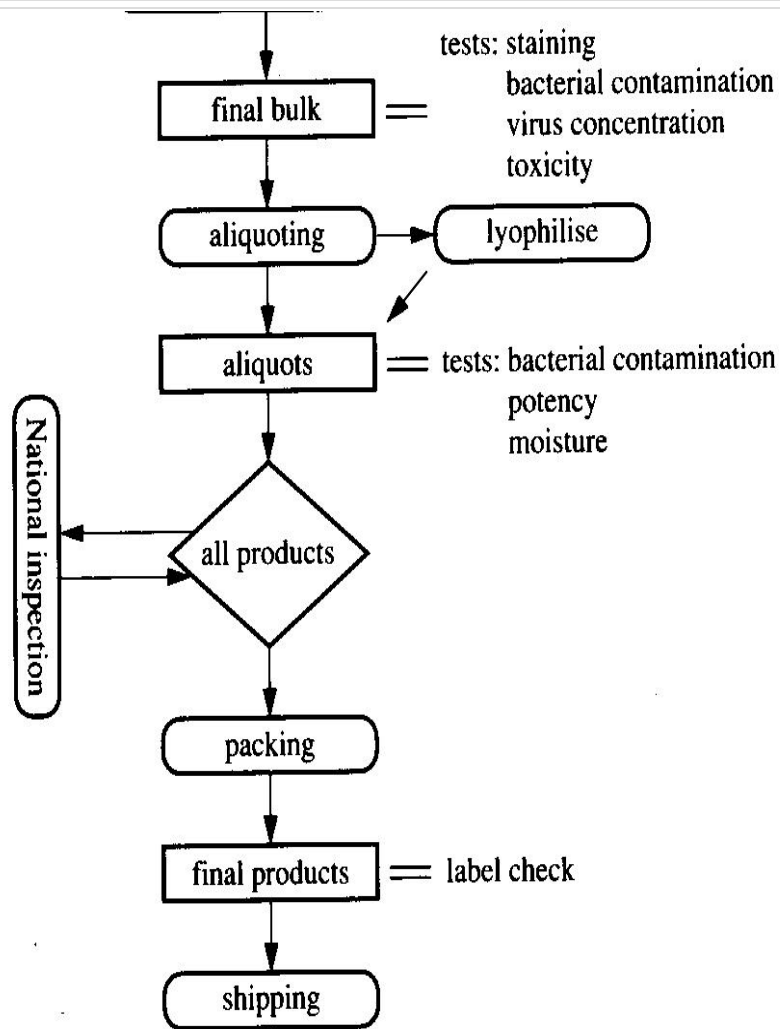 tests: staining
bacterial contamination
final bulk
virus concentration
toxicity
aliquoting
lyophilise
aliquots
tests: bacterial contamination
potency
moisture
National inspection
all products
packing
final products
label check
shipping